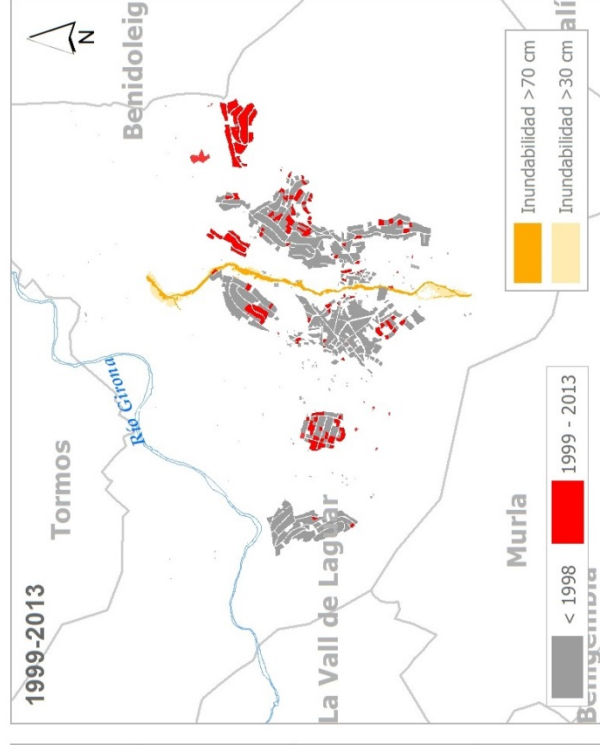 1999-2013
N
Tormos
Benidoleig
Río Girona
La Vall de Laguar
Murla
Inundabilidad >70 cm
Inundabilidad >30 cm
< 1998
1999 - 2013